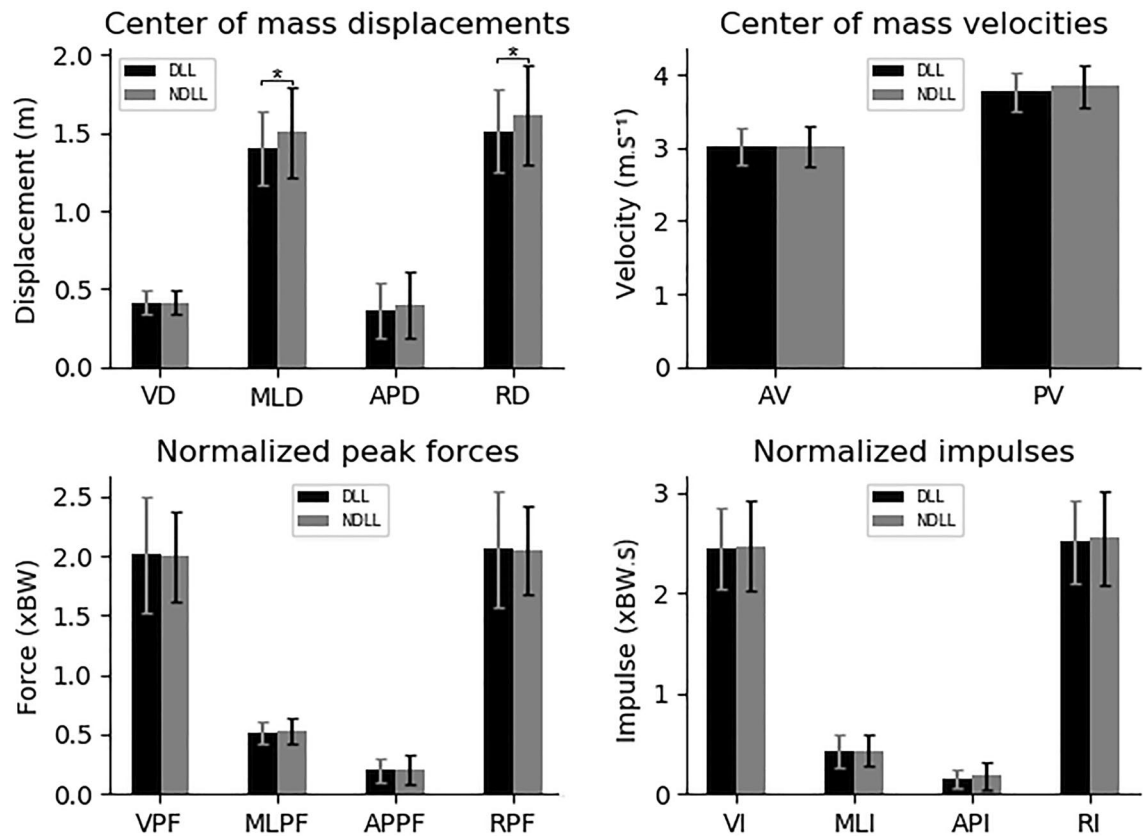 Center of mass displacements
Displacement (m)
2.0
1.5
1.0
0.5
0.0
DLL
NDLL
*
*
VD MLD APD RD
Center of mass velocities
Velocity (m.s⁻¹)
4
3
2
1
0
DLL
NDLL
AV PV
Normalized peak forces
Force (xBW)
2.5
2.0
1.5
1.0
0.5
0.0
DLL
NDLL
VPF MLPF APPF RPF
Normalized impulses
Impulse (xBW.s)
3
2
1
0
DLL
NDLL
VI MLI API RI